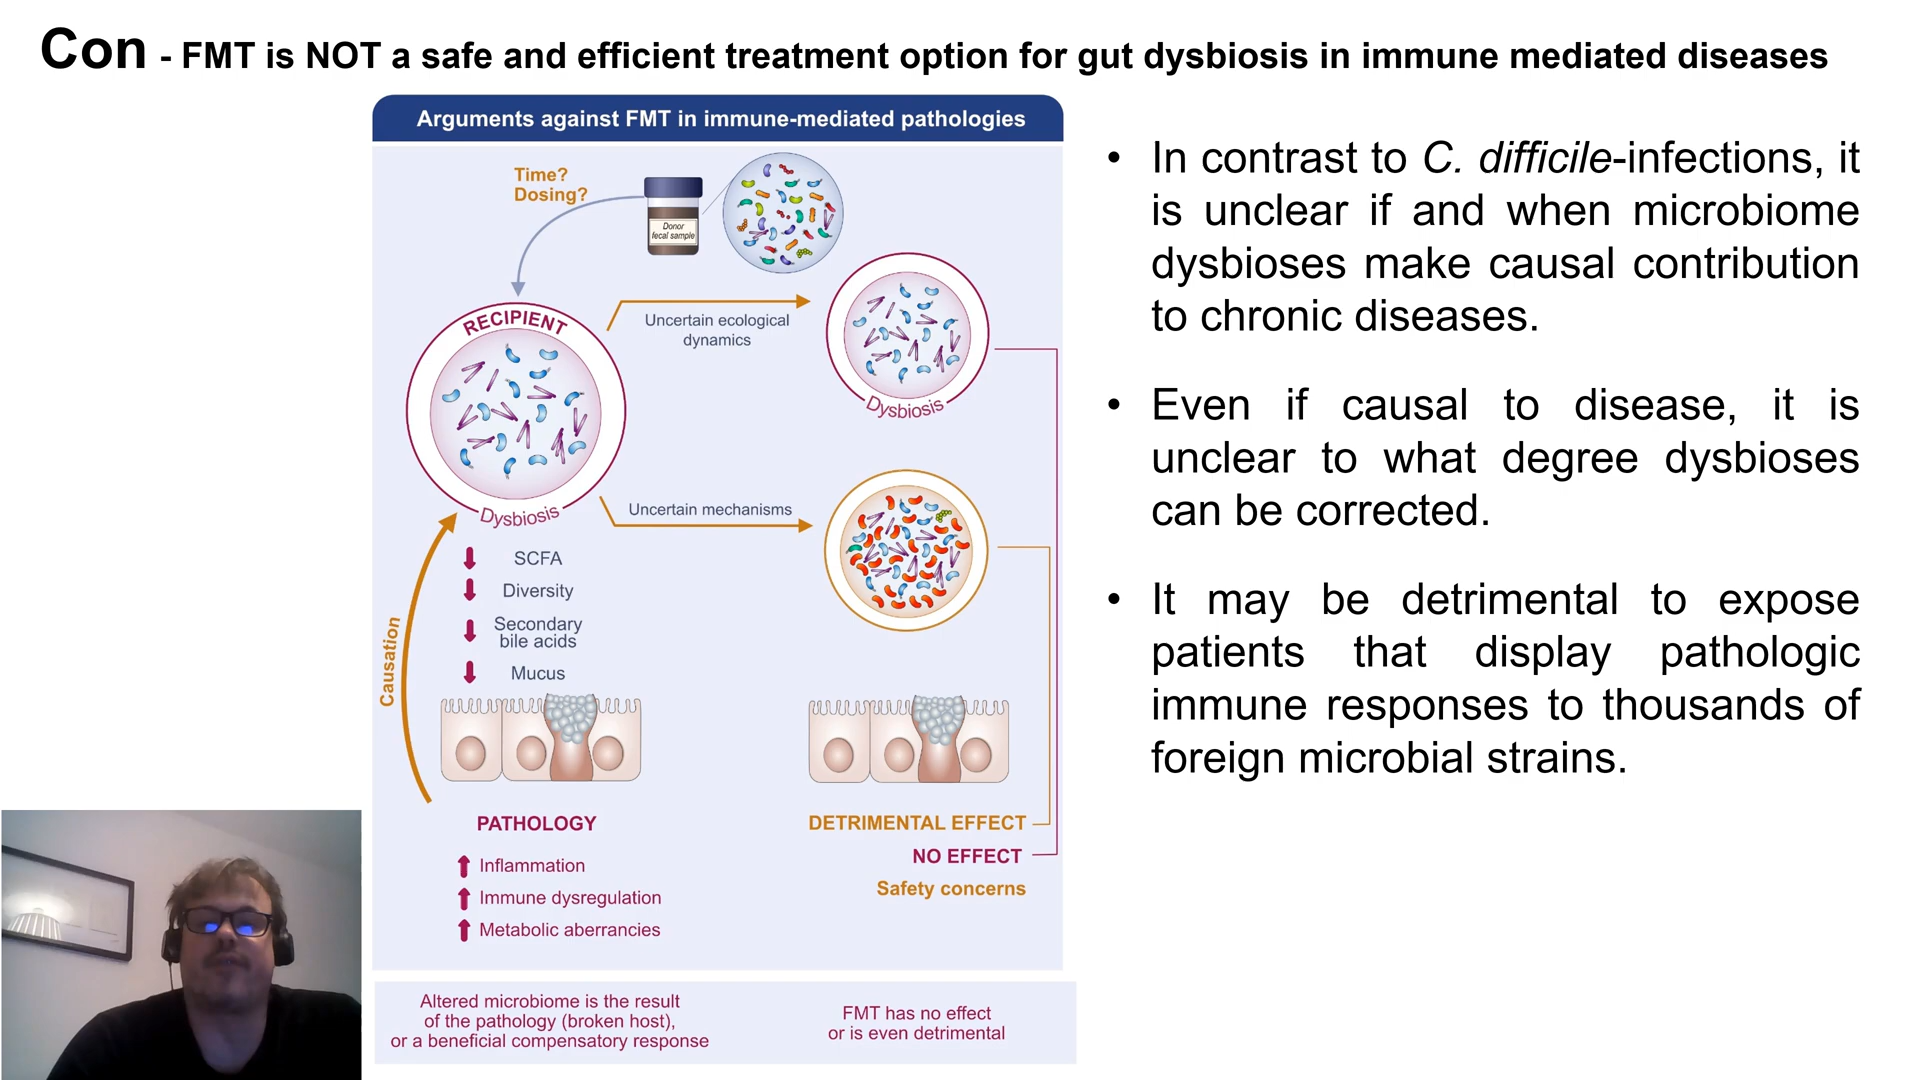 Con - FMT is NOT a safe and efficient treatment option for gut dysbiosis in immune mediated diseases
Arguments against FMT in immune-mediated pathologies
Time?
Dosing?
Donor
fecal sample
RECIPIENT
Dysbiosis
Uncertain ecological
dynamics
Dysbiosis
Uncertain mechanisms
SCFA
Diversity
Secondary
bile acids
Mucus
Causation
PATHOLOGY
Inflammation
Immune dysregulation
Metabolic aberrancies
DETRIMENTAL EFFECT
NO EFFECT
Safety concerns
Altered microbiome is the result
of the pathology (broken host),
or a beneficial compensatory response
FMT has no effect
or is even detrimental
• In contrast to C. difficile-infections, it
is unclear if and when microbiome
dysbioses make causal contribution
to chronic diseases.
• Even if causal to disease, it is
unclear to what degree dysbioses
can be corrected.
• It may be detrimental to expose
patients that display pathologic
immune responses to thousands of
foreign microbial strains.